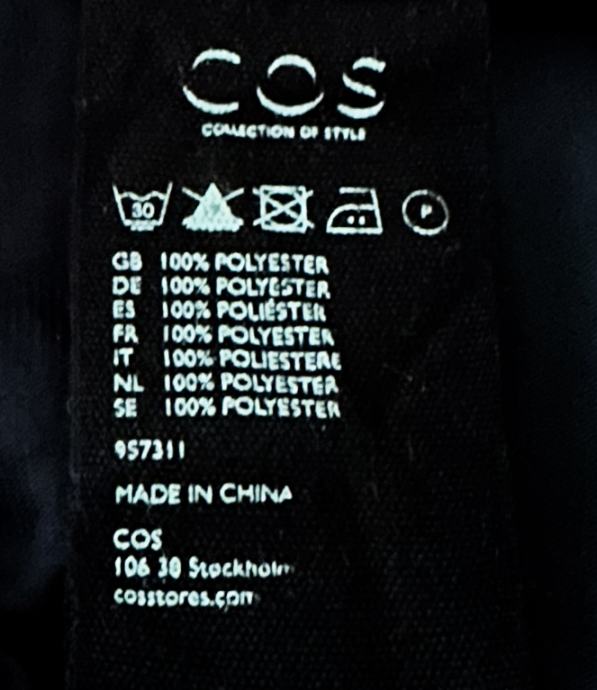 COS
COLLECTION OF STYLE
30 P
GB 100% POLYESTER
DE 100% POLYESTER
ES 100% POLIÉSTER
FR 100% POLYESTER
IT 100% POLIESTERE
NL 100% POLYESTER
SE 100% POLYESTER
957311
MADE IN CHINA
COS
106 38 Stockholm
cosstores.com